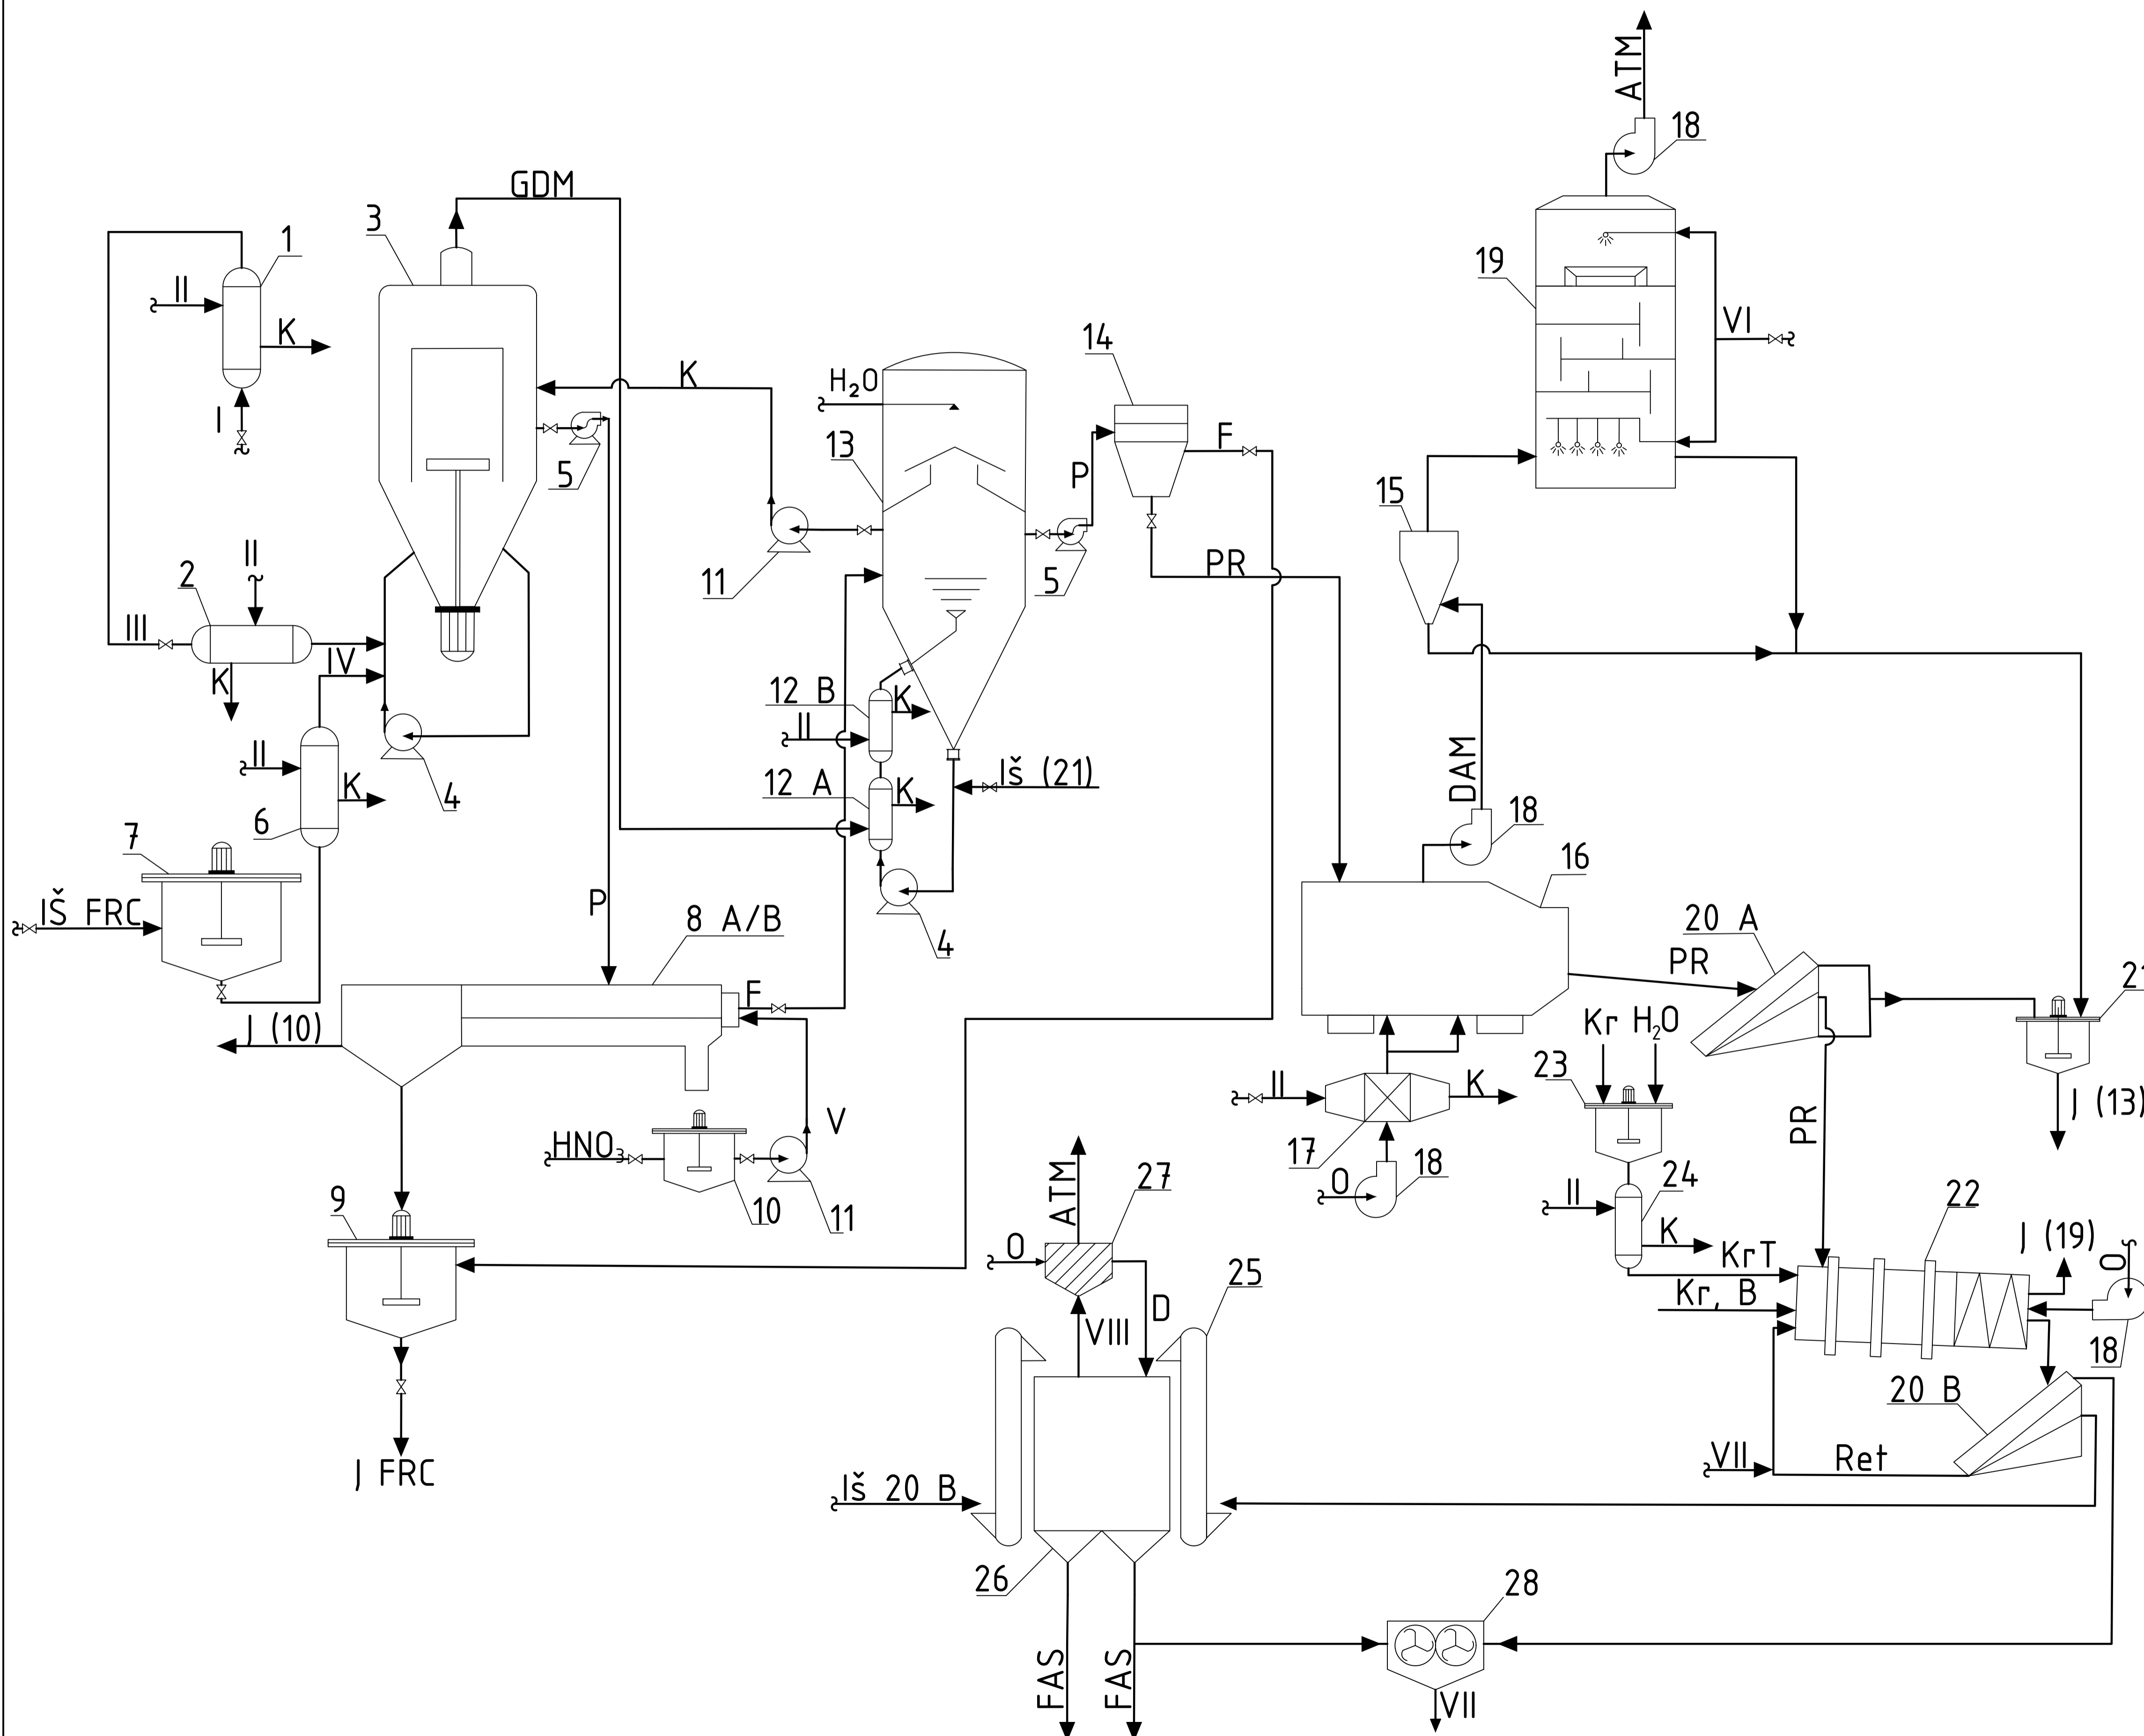 ATM
18
GDM
3
1
II
K
I
19
VI
14
K
H₂O
F
13
5
P
15
11
5
PR
II
2
III
IV
K
12 B
K
II
DAM
Iš (21)
12 A
K
II
K
4
6
7
18
16
IŠ FRC
P
8 A/B
4
20 A
PR
F
J (10)
Kr
H₂O
23
II
K
PR
J (13)
V
HNO₃
17
ATM
27
O
18
24
II
22
9
10
11
K
J (19)
O
KrT
O
25
Kr, B
D
VIII
18
20 B
VII
Ret
J FRC
Iš 20 B
26
28
FAS
FAS
VII